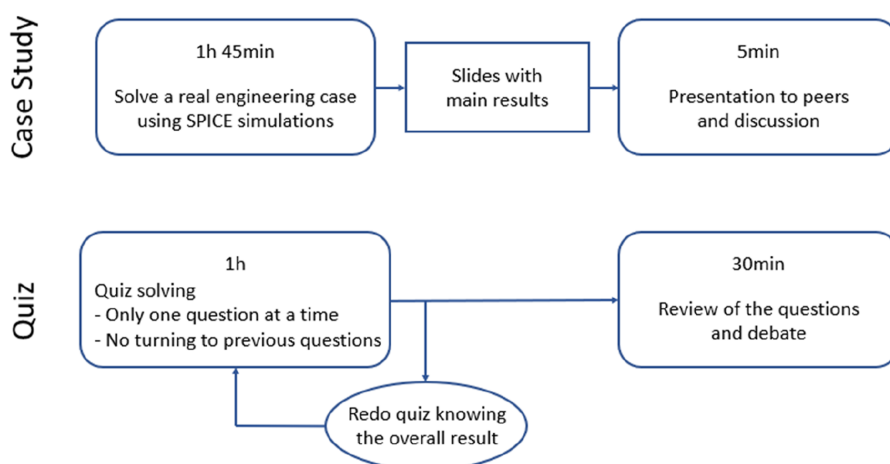 Case Study
1h 45min
Solve a real engineering case
using SPICE simulations
Slides with
main results
5min
Presentation to peers
and discussion
Quiz
1h
Quiz solving
- Only one question at a time
- No turning to previous questions
30min
Review of the questions
and debate
Redo quiz knowing
the overall result